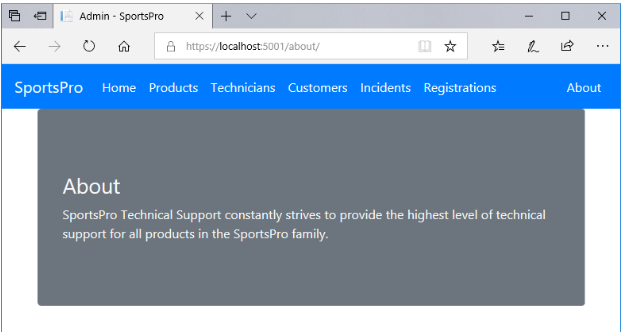 Admin - SportsPro
https://localhost:5001/about/
SportsPro Home Products Technicians Customers Incidents Registrations About
About
SportsPro Technical Support constantly strives to provide the highest level of technical
support for all products in the SportsPro family.